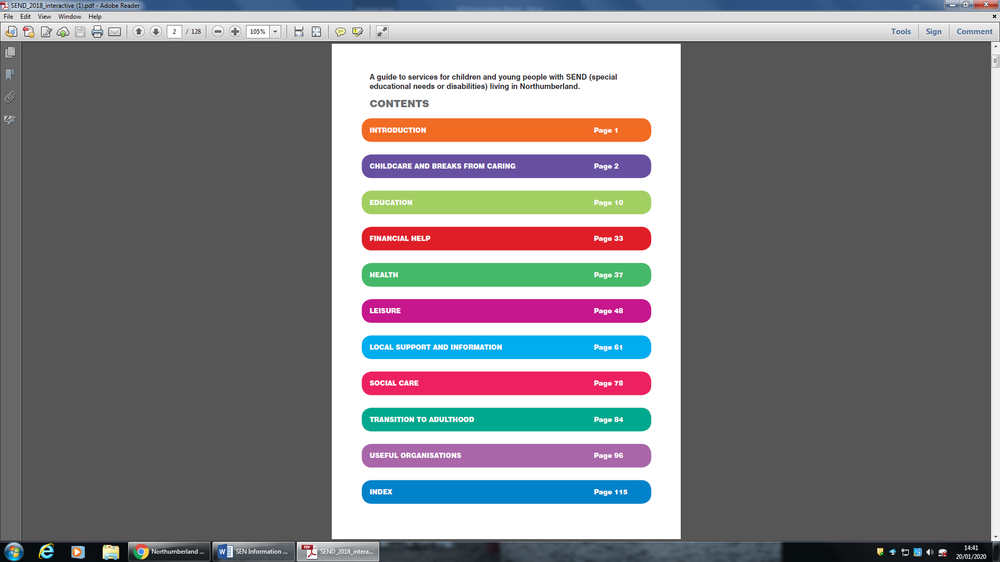 SEND_2018_interactive (1).pdf - Adobe Reader
File Edit View Window Help
2 / 128 105% Tools Sign Comment
A guide to services for children and young people with SEND (special
educational needs or disabilities) living in Northumberland.
CONTENTS
INTRODUCTION Page 1
CHILDCARE AND BREAKS FROM CARING Page 2
EDUCATION Page 10
FINANCIAL HELP Page 33
HEALTH Page 37
LEISURE Page 48
LOCAL SUPPORT AND INFORMATION Page 61
SOCIAL CARE Page 78
TRANSITION TO ADULTHOOD Page 84
USEFUL ORGANISATIONS Page 96
INDEX Page 115
Northumberland ... SEN Information ... SEND_2018_intera... 14:41
20/01/2020